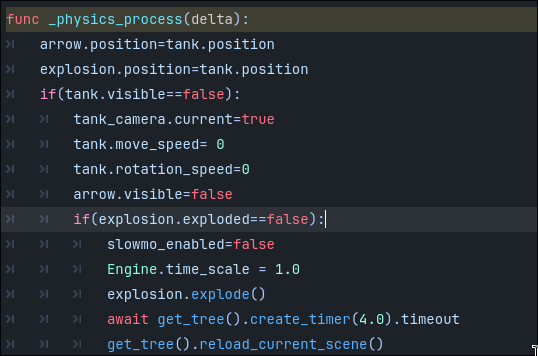 func _physics_process(delta):
arrow.position=tank.position
explosion.position=tank.position
if(tank.visible==false):
tank_camera.current=true
tank.move_speed= 0
tank.rotation_speed=0
arrow.visible=false
if(explosion.exploded==false):
slowmo_enabled=false
Engine.time_scale = 1.0
explosion.explode()
await get_tree().create_timer(4.0).timeout
get_tree().reload_current_scene()